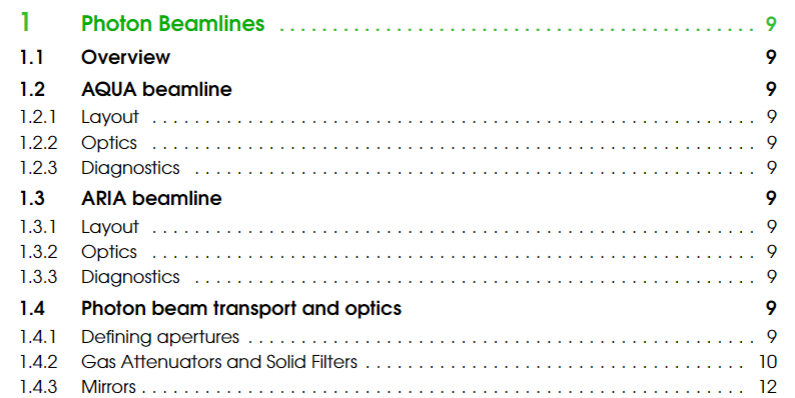 1 Photon Beamlines . . . . . . . . . . . . . . . . . . . . . . . . . . . . . . . . . . . . . . . . . . . . . 9
1.1 Overview 9
1.2 AQUA beamline 9
1.2.1 Layout . . . . . . . . . . . . . . . . . . . . . . . . . . . . . . . . . . . . . . . . . . . . . . 9
1.2.2 Optics . . . . . . . . . . . . . . . . . . . . . . . . . . . . . . . . . . . . . . . . . . . . . . 9
1.2.3 Diagnostics . . . . . . . . . . . . . . . . . . . . . . . . . . . . . . . . . . . . . . . . . . . 9
1.3 ARIA beamline 9
1.3.1 Layout . . . . . . . . . . . . . . . . . . . . . . . . . . . . . . . . . . . . . . . . . . . . . . 9
1.3.2 Optics . . . . . . . . . . . . . . . . . . . . . . . . . . . . . . . . . . . . . . . . . . . . . . 9
1.3.3 Diagnostics . . . . . . . . . . . . . . . . . . . . . . . . . . . . . . . . . . . . . . . . . . . 9
1.4 Photon beam transport and optics 9
1.4.1 Defining apertures . . . . . . . . . . . . . . . . . . . . . . . . . . . . . . . . . . . . . . . 9
1.4.2 Gas Attenuators and Solid Filters . . . . . . . . . . . . . . . . . . . . . . . . . . . . . 10
1.4.3 Mirrors . . . . . . . . . . . . . . . . . . . . . . . . . . . . . . . . . . . . . . . . . . . . . . 12